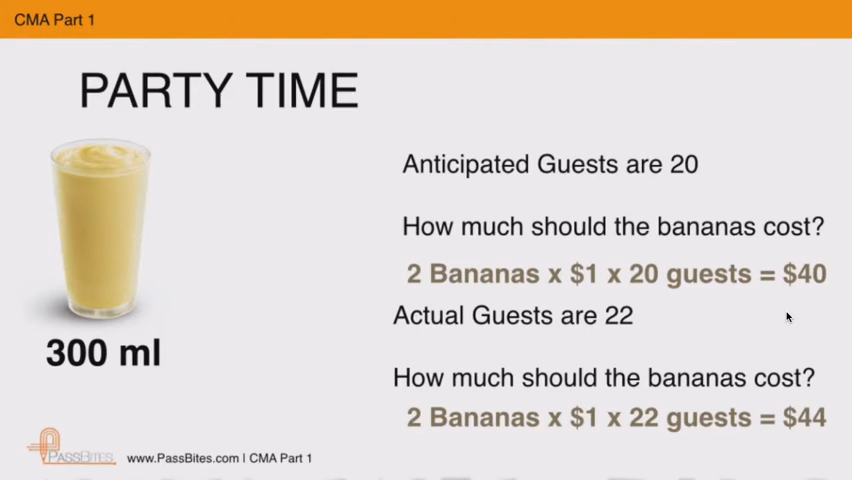 CMA Part 1
PARTY TIME
Anticipated Guests are 20
How much should the bananas cost?
2 Bananas x $1 x 20 guests = $40
Actual Guests are 22
How much should the bananas cost?
2 Bananas x $1 x 22 guests = $44
300 ml
PASSBITES
www.PassBites.com | CMA Part 1